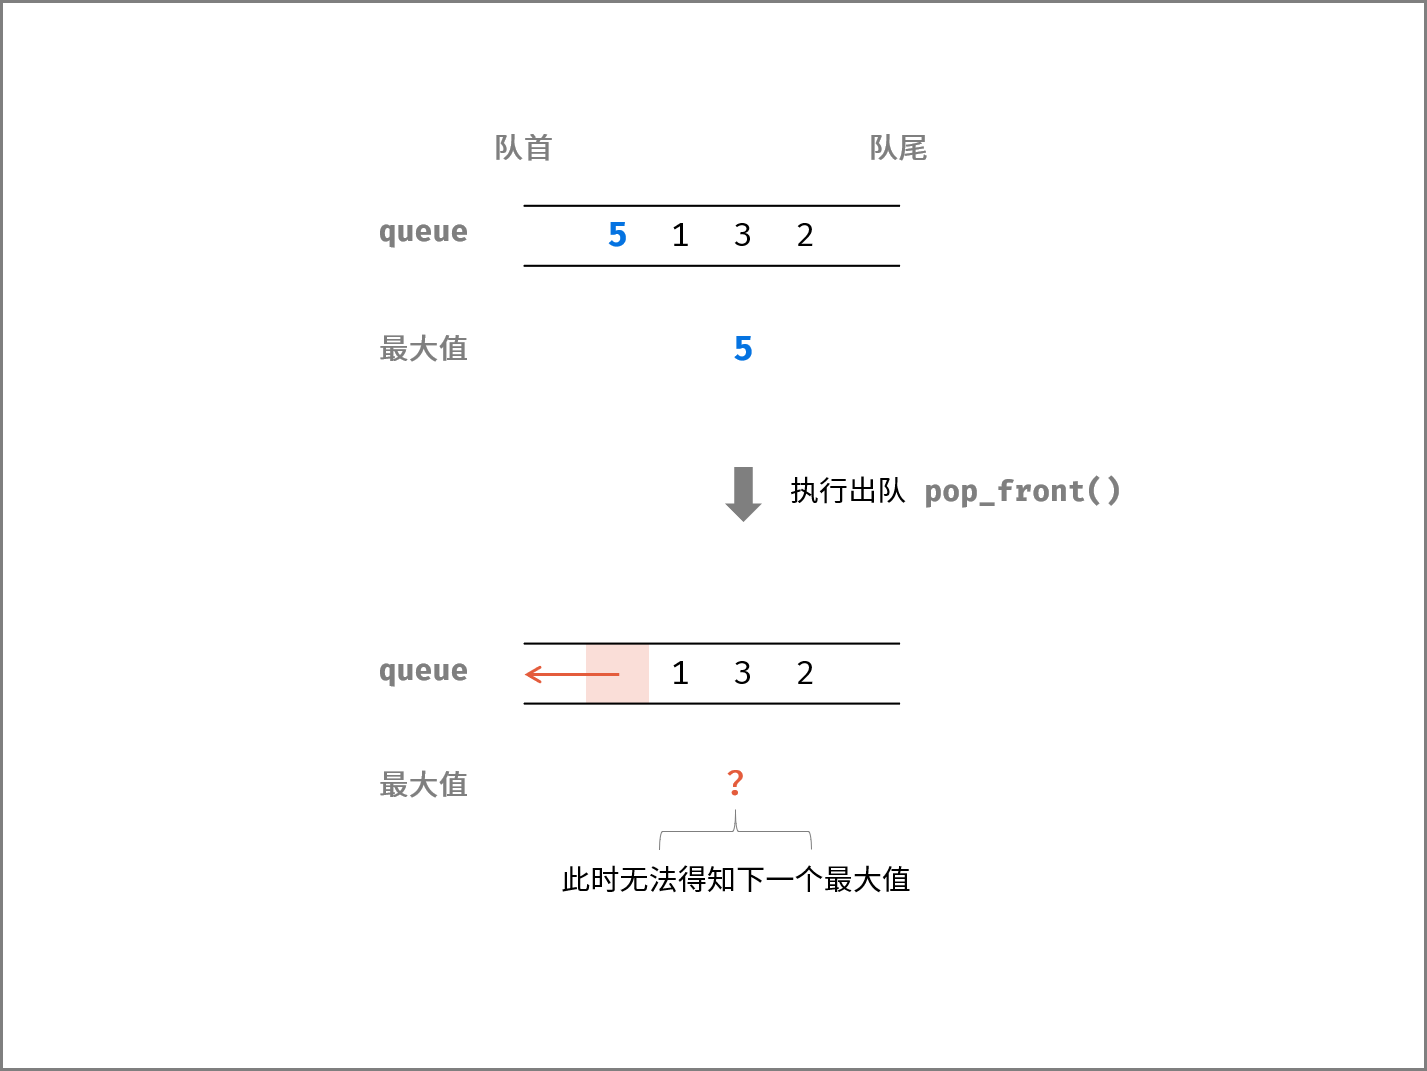 队首 队尾
queue 5 1 3 2
最大值 5
执行出队 pop_front()
queue 1 3 2
最大值 ?
此时无法得知下一个最大值